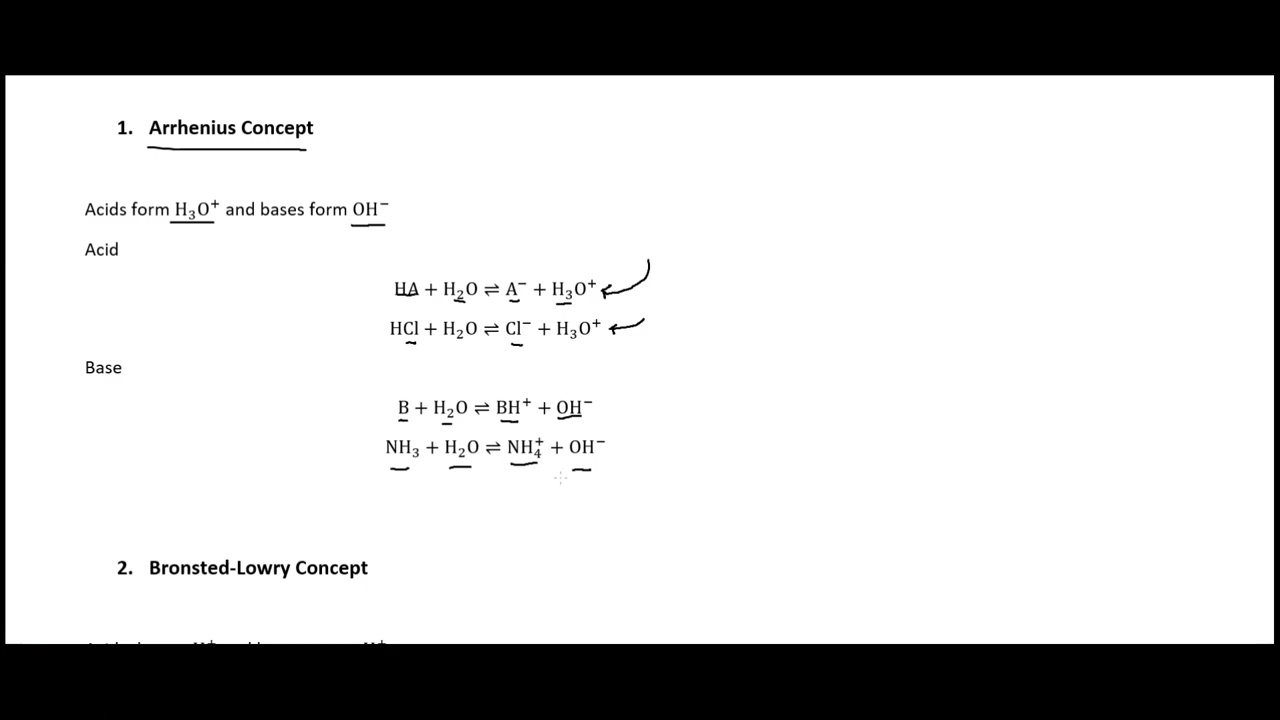 1. Arrhenius Concept
Acids form H₃O⁺ and bases form OH⁻
Acid
HA + H₂O ⇌ A⁻ + H₃O⁺
HCl + H₂O ⇌ Cl⁻ + H₃O⁺
Base
B + H₂O ⇌ BH⁺ + OH⁻
NH₃ + H₂O ⇌ NH₄⁺ + OH⁻
2. Bronsted-Lowry Concept